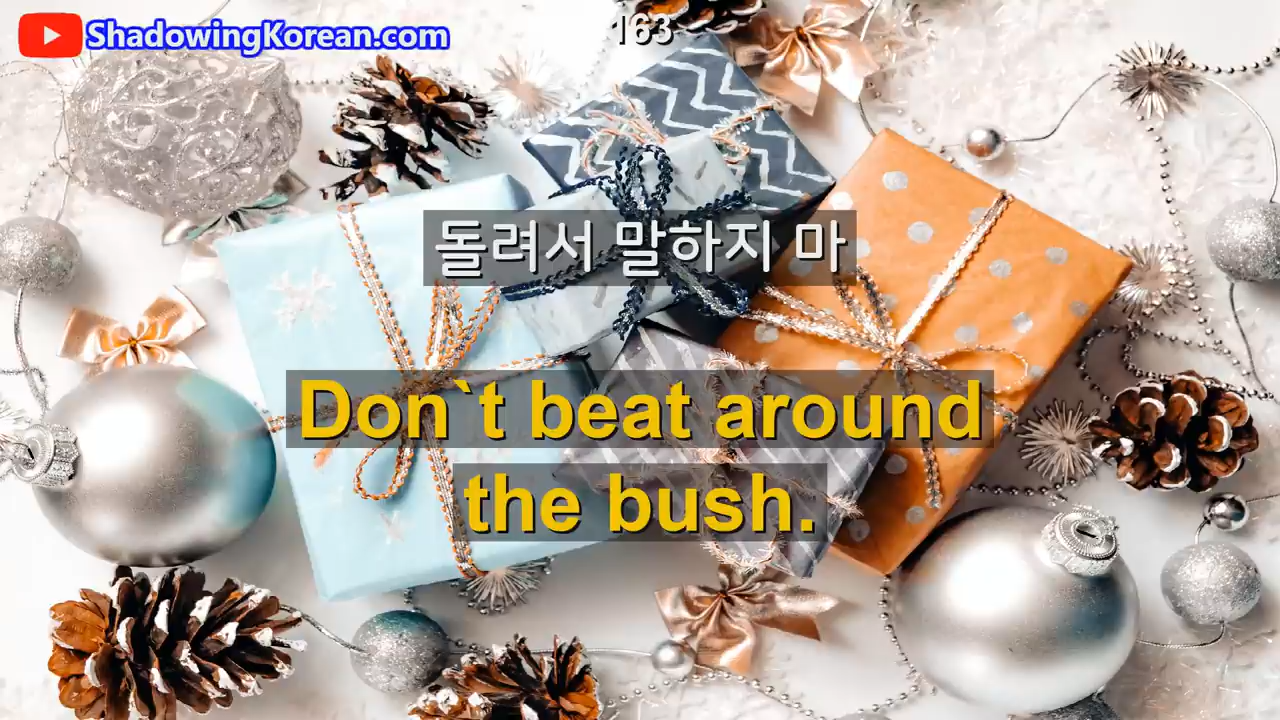 ShadowingKorean.com
163
돌려서 말하지 마
Don`t beat around
the bush.